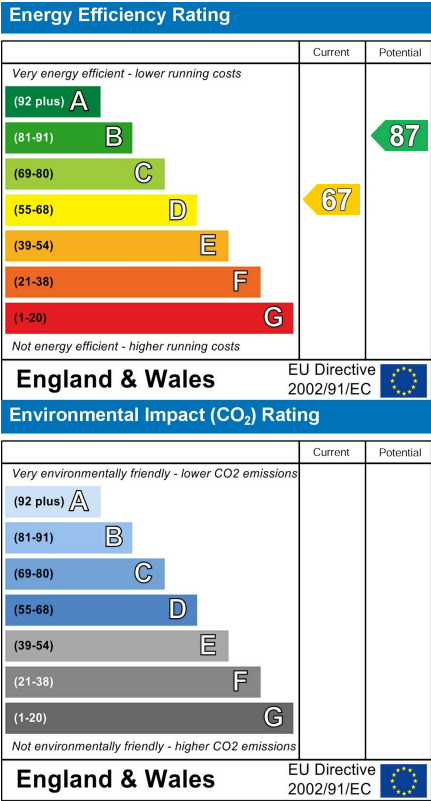 Energy Efficiency Rating
Current Potential
Very energy efficient - lower running costs
(92 plus) A
(81-91) B
87
(69-80) C
(55-68) D
67
(39-54) E
(21-38) F
(1-20) G
Not energy efficient - higher running costs
England & Wales
EU Directive
2002/91/EC
Environmental Impact (CO₂) Rating
Current Potential
Very environmentally friendly - lower CO2 emissions
(92 plus) A
(81-91) B
(69-80) C
(55-68) D
(39-54) E
(21-38) F
(1-20) G
Not environmentally friendly - higher CO2 emissions
England & Wales
EU Directive
2002/91/EC